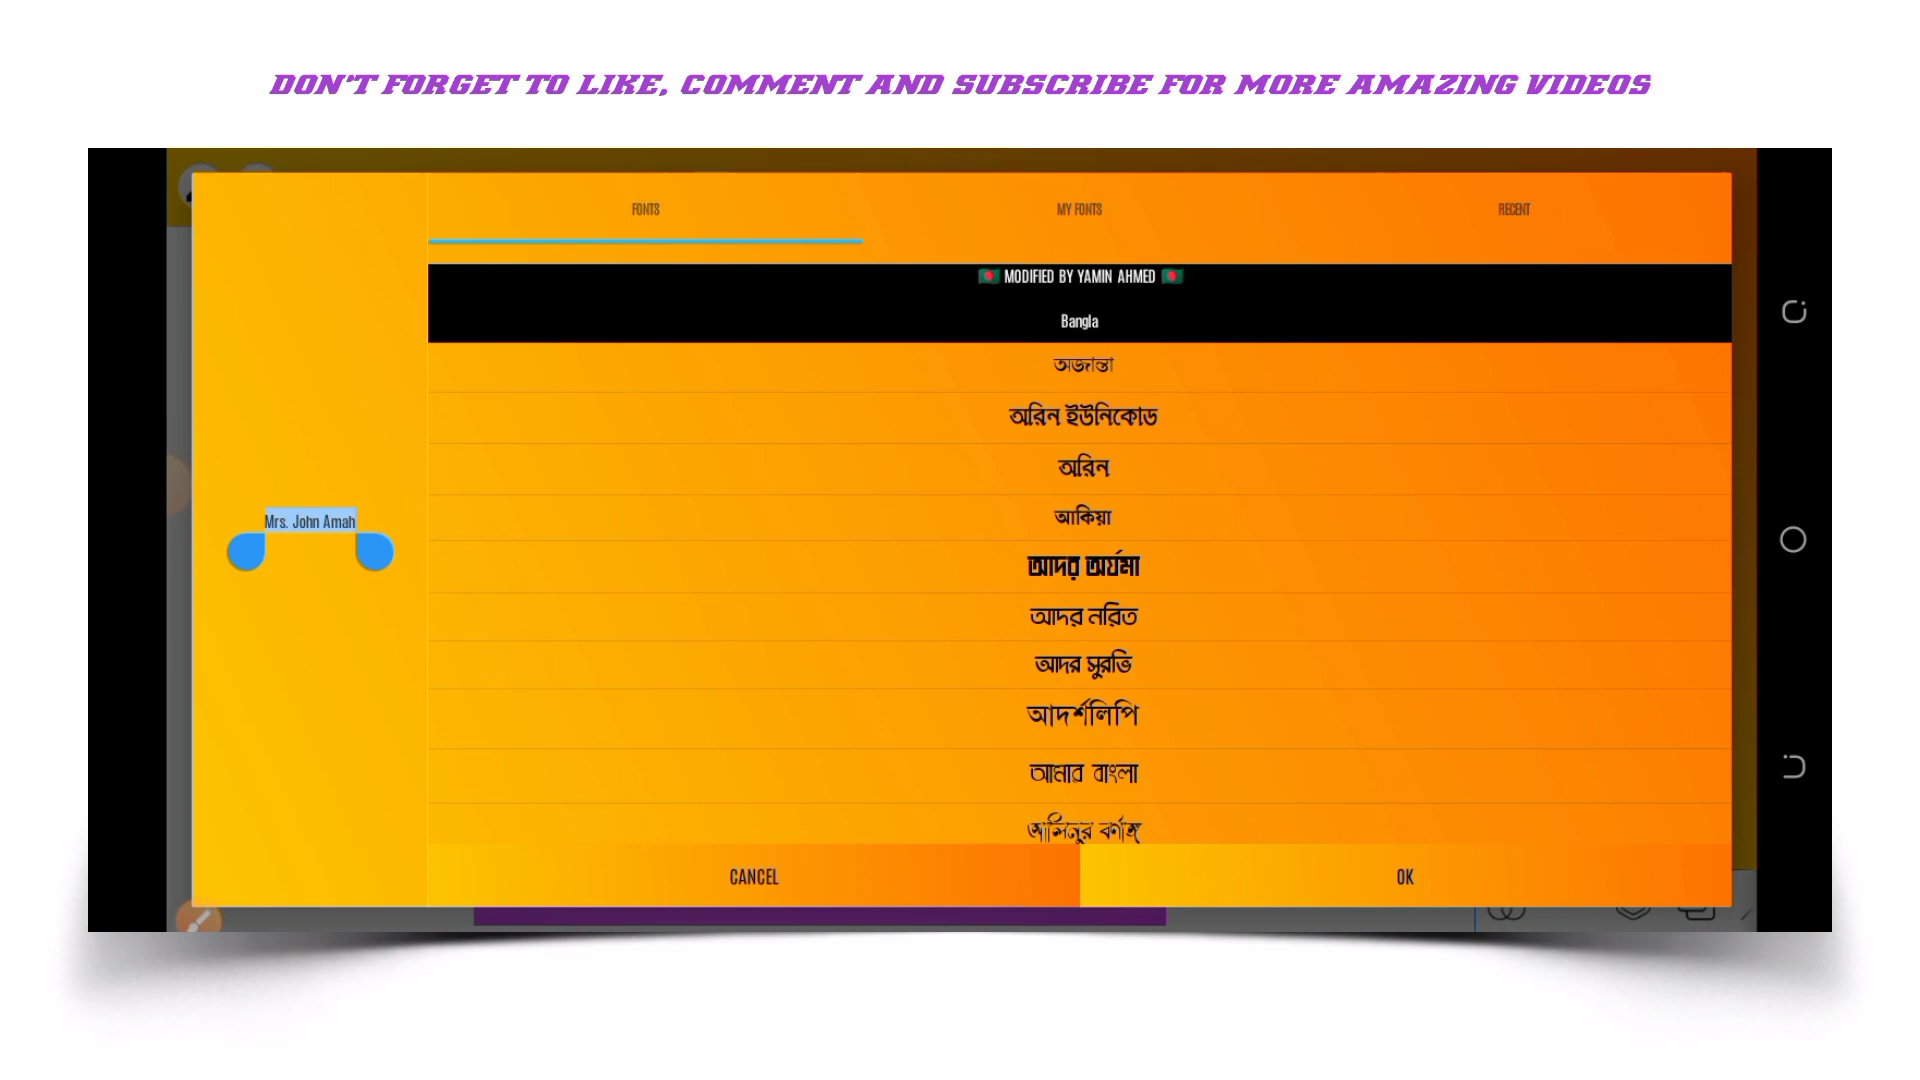 DON'T FORGET TO LIKE, COMMENT AND SUBSCRIBE FOR MORE AMAZING VIDEOS
FONTS
MY FONTS
RECENT
🇧🇩 MODIFIED BY YAMIN AHMED 🇧🇩
Bangla
অজান্তা
অরিন ইউনিকোড
অরিন
আকিয়া
Mrs. John Amah
আদর অর্যমা
আদর নরিত
আদর সুরভি
আদর্শলিপি
আমার বাংলা
CANCEL
OK